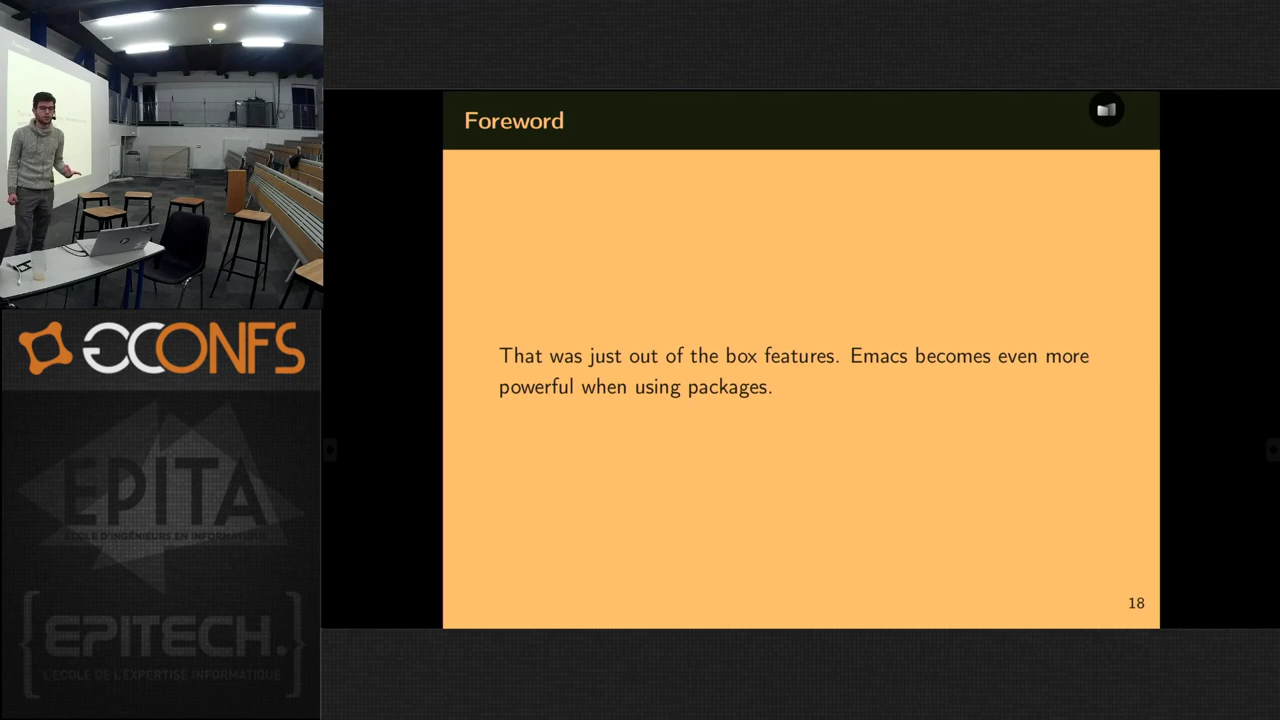 Foreword
That was just out of the box features. Emacs becomes even more
powerful when using packages.
18
GCONFS
EPITA
ÉCOLE D'INGÉNIEURS EN INFORMATIQUE
{EPITECH.}
L'ÉCOLE DE L'EXPERTISE INFORMATIQUE